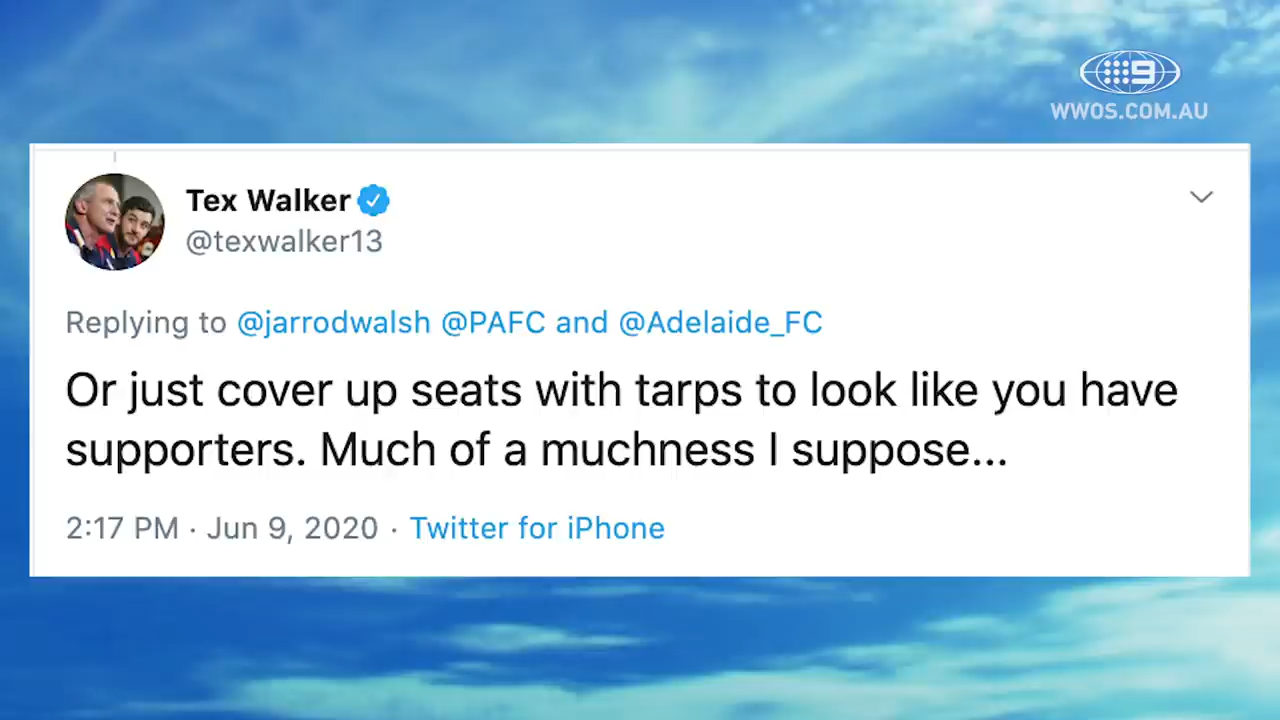 9
WWOS.COM.AU
Tex Walker
@texwalker13
Replying to @jarrodwalsh @PAFC and @Adelaide_FC
Or just cover up seats with tarps to look like you have
supporters. Much of a muchness I suppose...
2:17 PM · Jun 9, 2020 · Twitter for iPhone